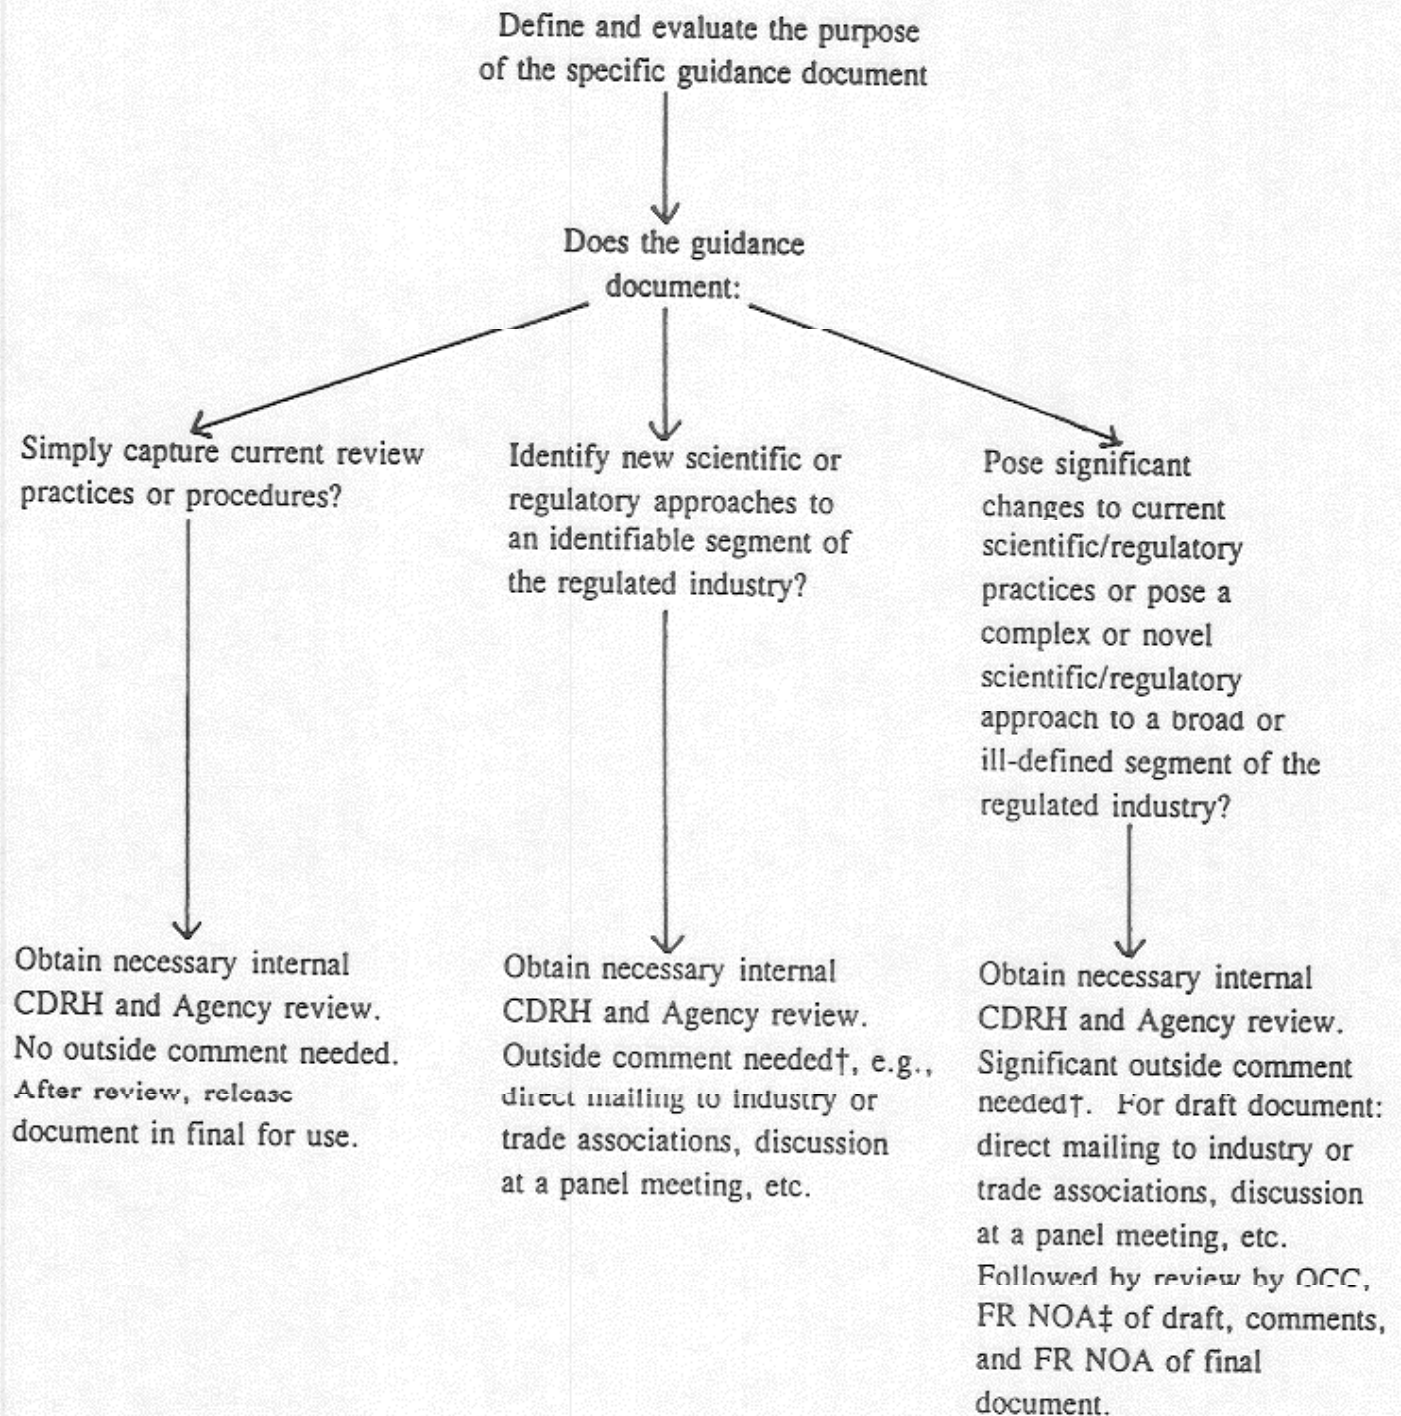 Define and evaluate the purpose
of the specific guidance document
Does the guidance
document:
Simply capture current review
practices or procedures?
Identify new scientific or
regulatory approaches to
an identifiable segment of
the regulated industry?
Pose significant
changes to current
scientific/regulatory
practices or pose a
complex or novel
scientific/regulatory
approach to a broad or
ill-defined segment of the
regulated industry?
Obtain necessary internal
CDRH and Agency review.
No outside comment needed.
After review, release
document in final for use.
Obtain necessary internal
CDRH and Agency review.
Outside comment needed†, e.g.,
direct mailing to industry or
trade associations, discussion
at a panel meeting, etc.
Obtain necessary internal
CDRH and Agency review.
Significant outside comment
needed†. For draft document:
direct mailing to industry or
trade associations, discussion
at a panel meeting, etc.
Followed by review by OCC,
FR NOA‡ of draft, comments,
and FR NOA of final
document.